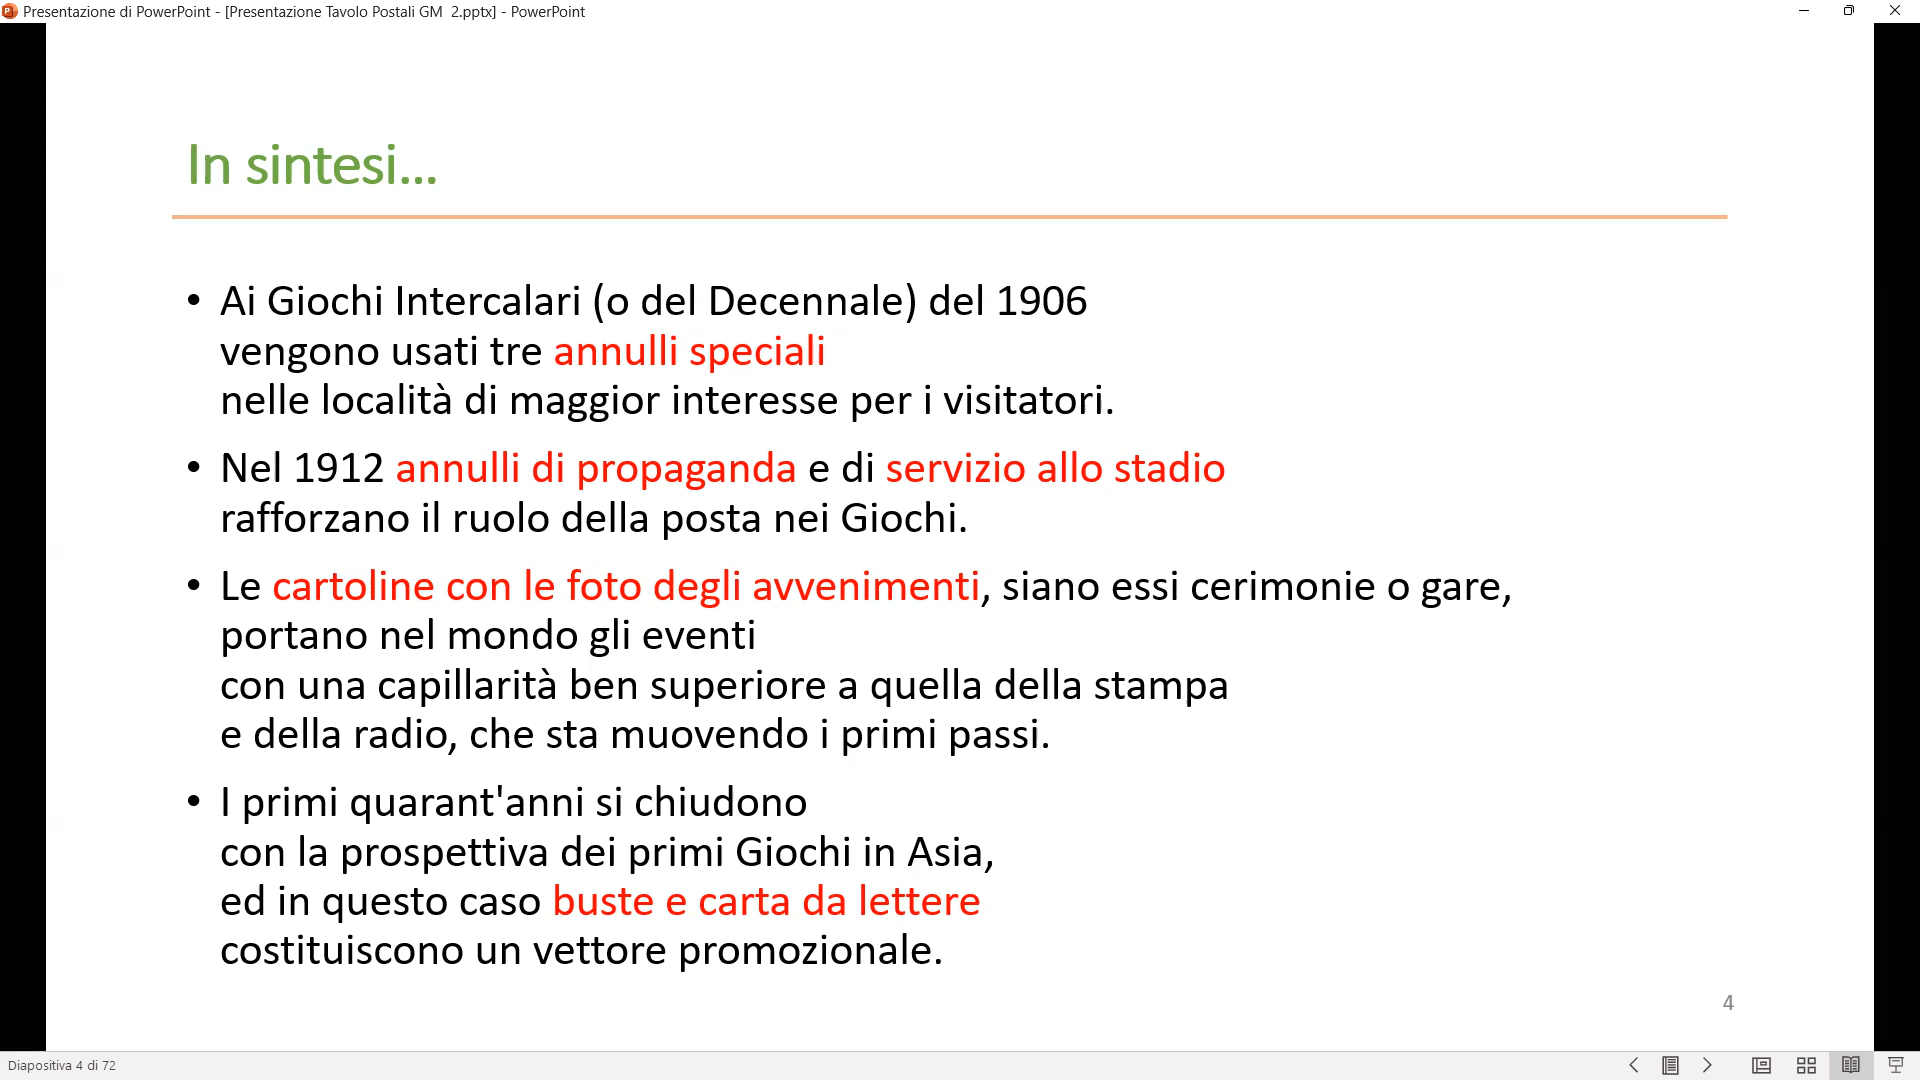 Presentazione di PowerPoint - [Presentazione Tavolo Postali GM  2.pptx] - PowerPoint
In sintesi...
• Ai Giochi Intercalari (o del Decennale) del 1906
vengono usati tre annulli speciali
nelle località di maggior interesse per i visitatori.
• Nel 1912 annulli di propaganda e di servizio allo stadio
rafforzano il ruolo della posta nei Giochi.
• Le cartoline con le foto degli avvenimenti, siano essi cerimonie o gare,
portano nel mondo gli eventi
con una capillarità ben superiore a quella della stampa
e della radio, che sta muovendo i primi passi.
• I primi quarant'anni si chiudono
con la prospettiva dei primi Giochi in Asia,
ed in questo caso buste e carta da lettere
costituiscono un vettore promozionale.
4
Diapositiva 4 di 72